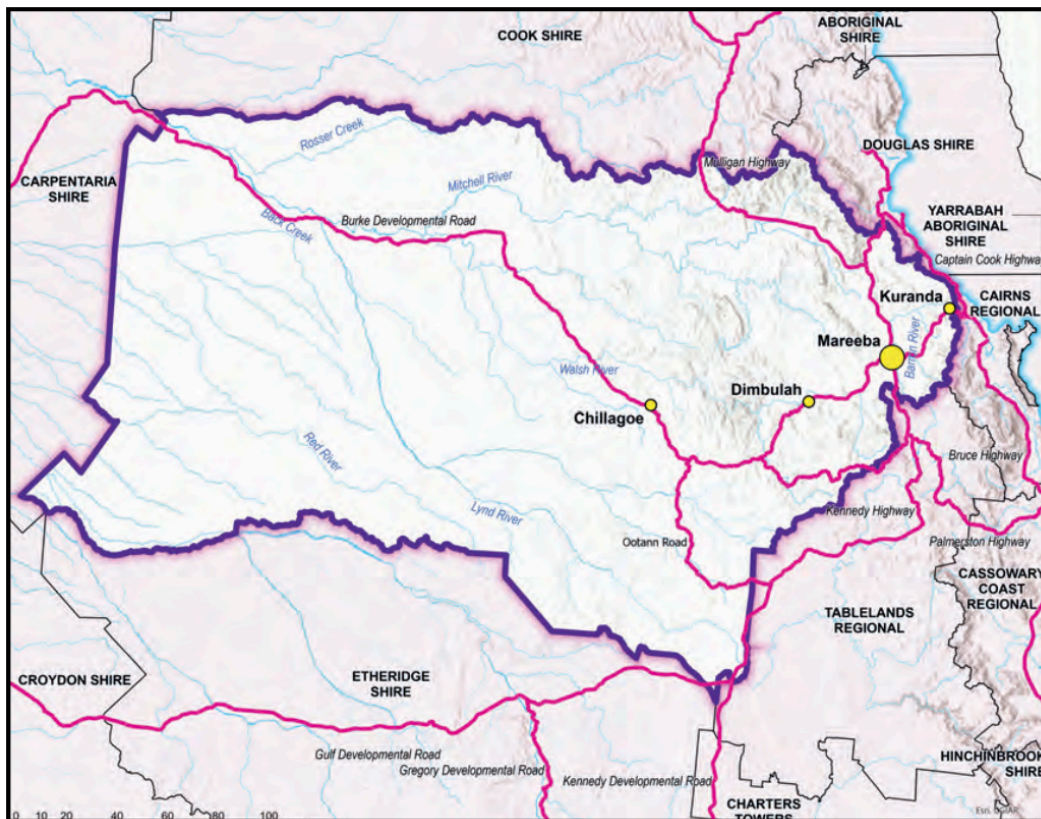 ABORIGINAL
SHIRE
COOK SHIRE
DOUGLAS SHIRE
Rosser Creek
Mulligan Highway
Mitchell River
CARPENTARIA
SHIRE
Back Creek
Burke Developmental Road
YARRABAH
ABORIGINAL
SHIRE
Captain Cook Highway
Kuranda
CAIRNS
REGIONAL
Mareeba
Barron River
Walsh River
Dimbulah
Chillagoe
Red River
Bruce Highway
Lynd River
Kennedy Highway
Ootann Road
Palmerston Highway
CASSOWARY
COAST
REGIONAL
TABLELANDS
REGIONAL
CROYDON SHIRE
ETHERIDGE
SHIRE
Gulf Developmental Road
Gregory Developmental Road
Kennedy Developmental Road
HINCHINBROOK
SHIRE
CHARTERS
TOWERS
0 10 20 40 60 80 100